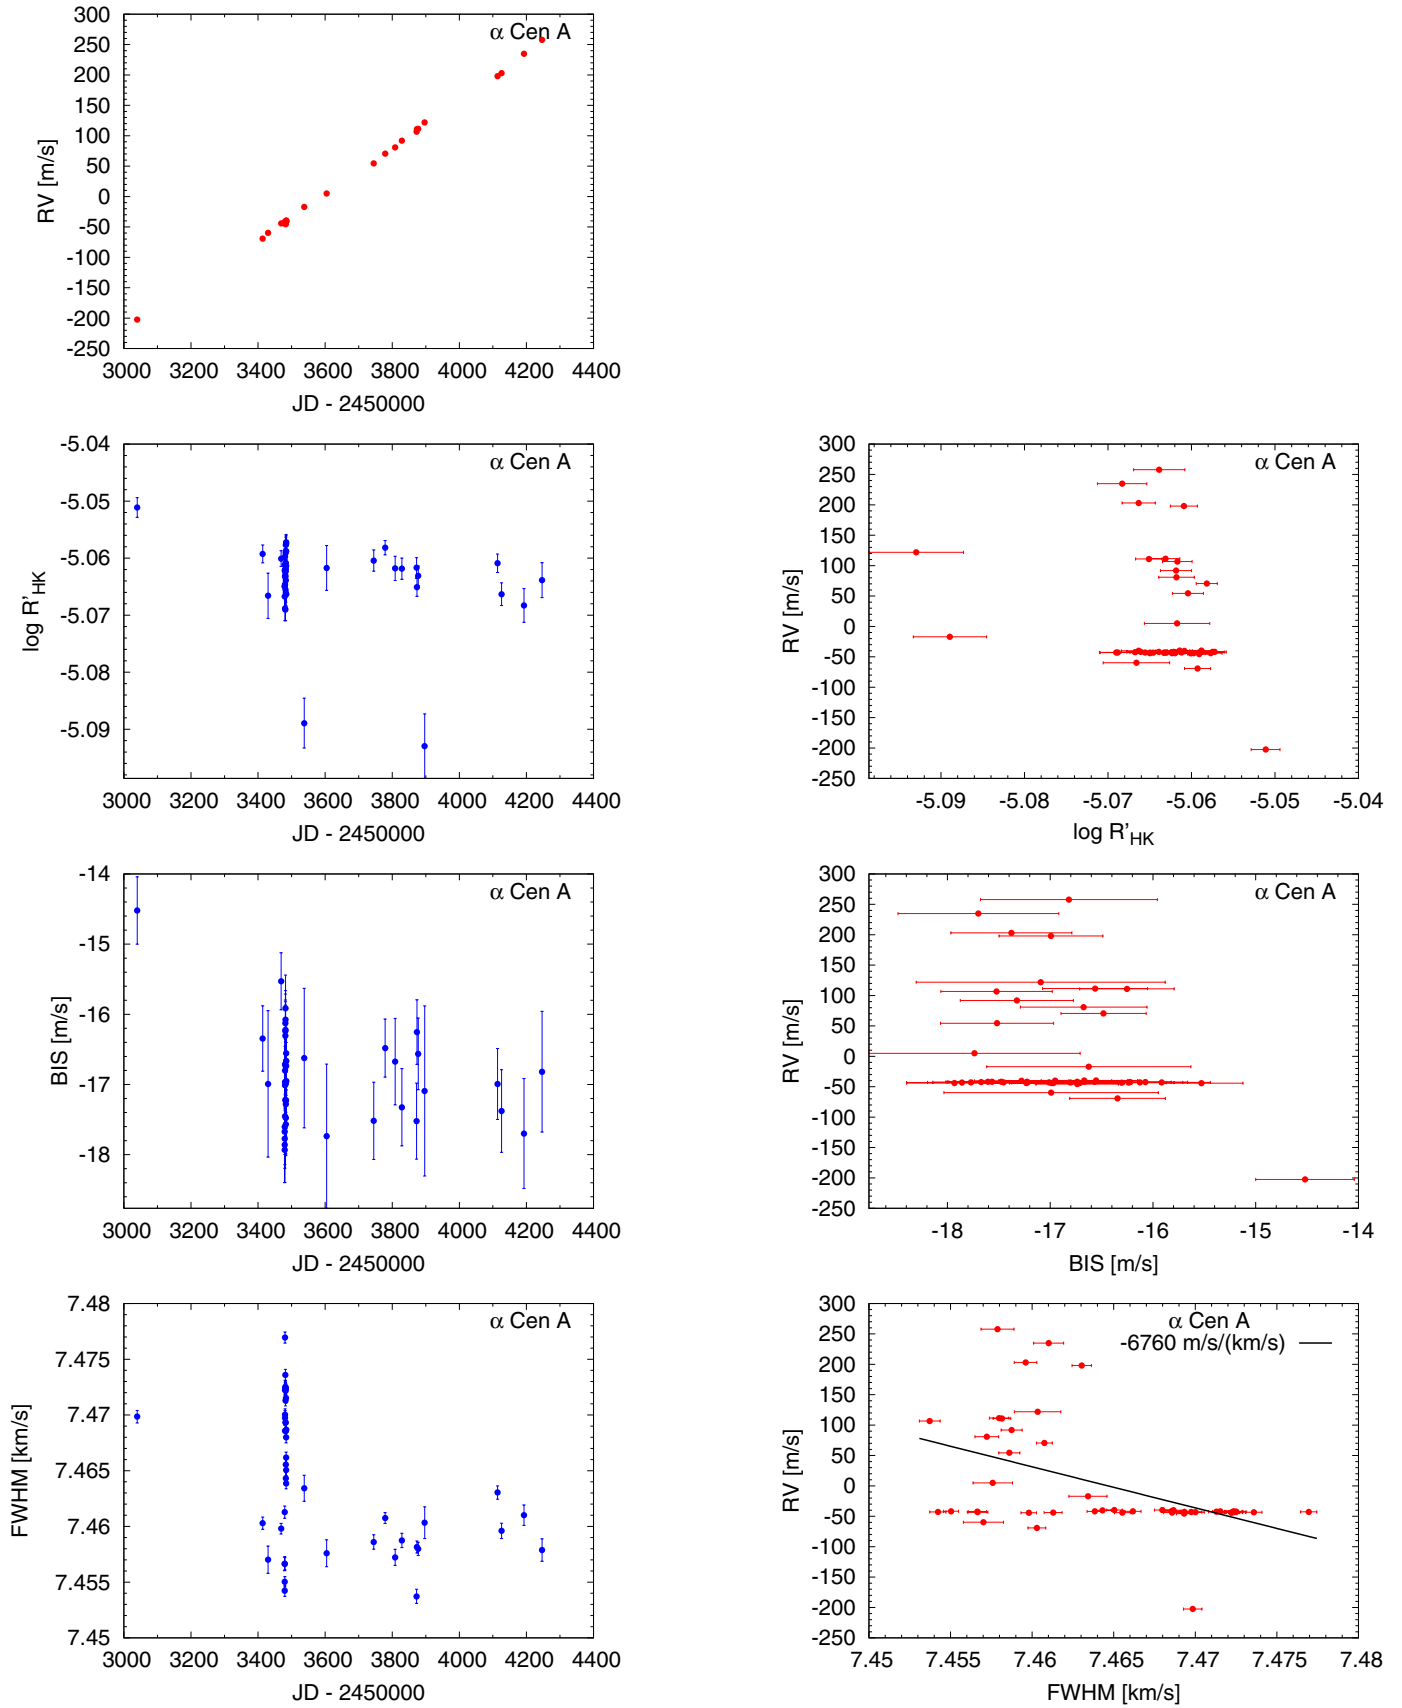 300
250
200
150
100
50
0
-50
-100
-150
-200
-250
RV [m/s]
α Cen A
3000 3200 3400 3600 3800 4000 4200 4400
JD - 2450000
-5.04
-5.05
-5.06
-5.07
-5.08
-5.09
log R'HK
α Cen A
3000 3200 3400 3600 3800 4000 4200 4400
JD - 2450000
300
250
200
150
100
50
0
-50
-100
-150
-200
-250
RV [m/s]
α Cen A
-5.09 -5.08 -5.07 -5.06 -5.05 -5.04
log R'HK
-14
-15
-16
-17
-18
BIS [m/s]
α Cen A
3000 3200 3400 3600 3800 4000 4200 4400
JD - 2450000
300
250
200
150
100
50
0
-50
-100
-150
-200
-250
RV [m/s]
α Cen A
-18 -17 -16 -15 -14
BIS [m/s]
7.48
7.475
7.47
7.465
7.46
7.455
7.45
FWHM [km/s]
α Cen A
3000 3200 3400 3600 3800 4000 4200 4400
JD - 2450000
300
250
200
150
100
50
0
-50
-100
-150
-200
-250
RV [m/s]
α Cen A
-6760 m/s/(km/s)
7.45 7.455 7.46 7.465 7.47 7.475 7.48
FWHM [km/s]